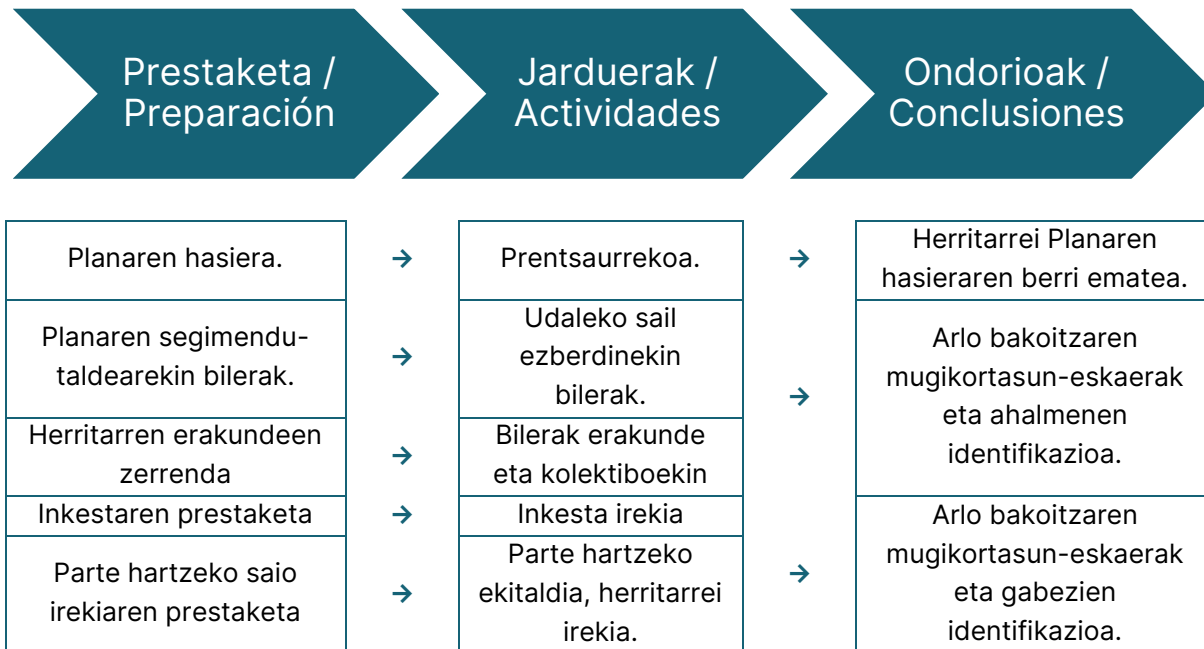 Prestaketa /
Preparación
Jarduerak /
Actividades
Ondorioak /
Conclusiones
Planaren hasiera.
→
Prentsaurrekoa.
→
Herritarrei Planaren
hasieraren berri ematea.
Planaren segimendu-
taldearekin bilerak.
→
Udaleko sail
ezberdinekin
bilerak.
→
Arlo bakoitzaren
mugikortasun-eskaerak
eta ahalmenen
identifikazioa.
Herritarren erakundeen
zerrenda
→
Bilerak erakunde
eta kolektiboekin
Inkestaren prestaketa
→
Inkesta irekia
→
Arlo bakoitzaren
mugikortasun-eskaerak
eta gabezien
identifikazioa.
Parte hartzeko saio
irekiaren prestaketa
→
Parte hartzeko
ekitaldia, herritarrei
irekia.